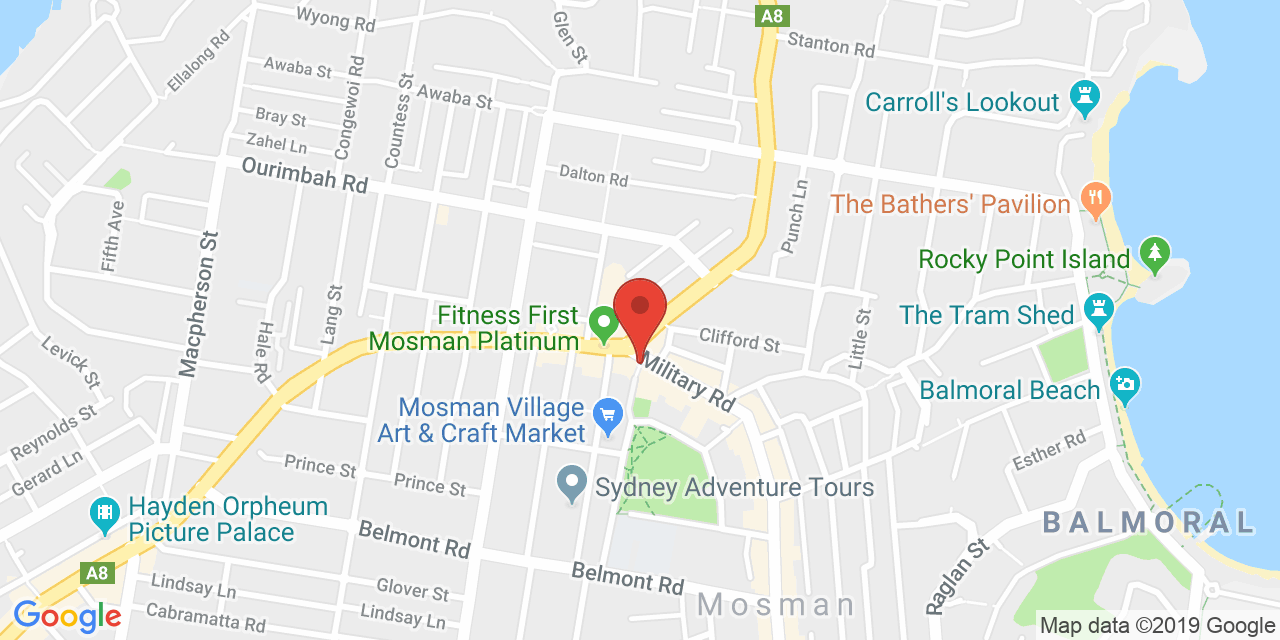 A8
Wyong Rd
Glen St
Stanton Rd
Ellalong Rd
Awaba St
Congewoi Rd
Countess St
Awaba St
Carroll's Lookout
Bray St
Zahel Ln
Ourimbah Rd
Dalton Rd
Punch Ln
The Bathers' Pavilion
Fifth Ave
Macpherson St
Rocky Point Island
Lang St
Hale Rd
Fitness First
Mosman Platinum
Clifford St
Little St
The Tram Shed
Levick St
Military Rd
Balmoral Beach
Mosman Village
Art & Craft Market
Reynolds St
Gerard Ln
Prince St
Prince St
Esther Rd
Sydney Adventure Tours
Hayden Orpheum
Picture Palace
BALMORAL
Belmont Rd
Belmont Rd
Raglan St
A8
Lindsay Ln
Glover St
Mosman
Cabramatta Rd
Lindsay Ln
Google
Map data ©2019 Google